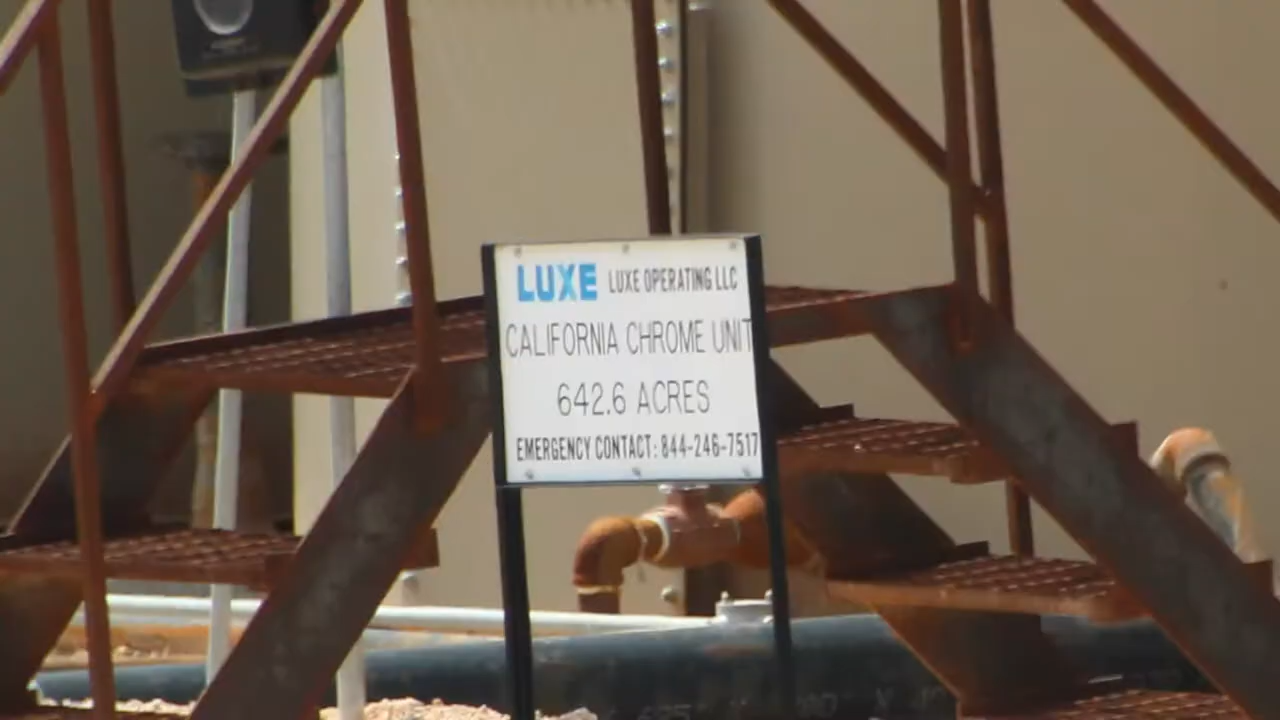 LUXE LUXE OPERATING LLC
CALIFORNIA CHROME UNIT
642.6 ACRES
EMERGENCY CONTACT: 844-246-7517